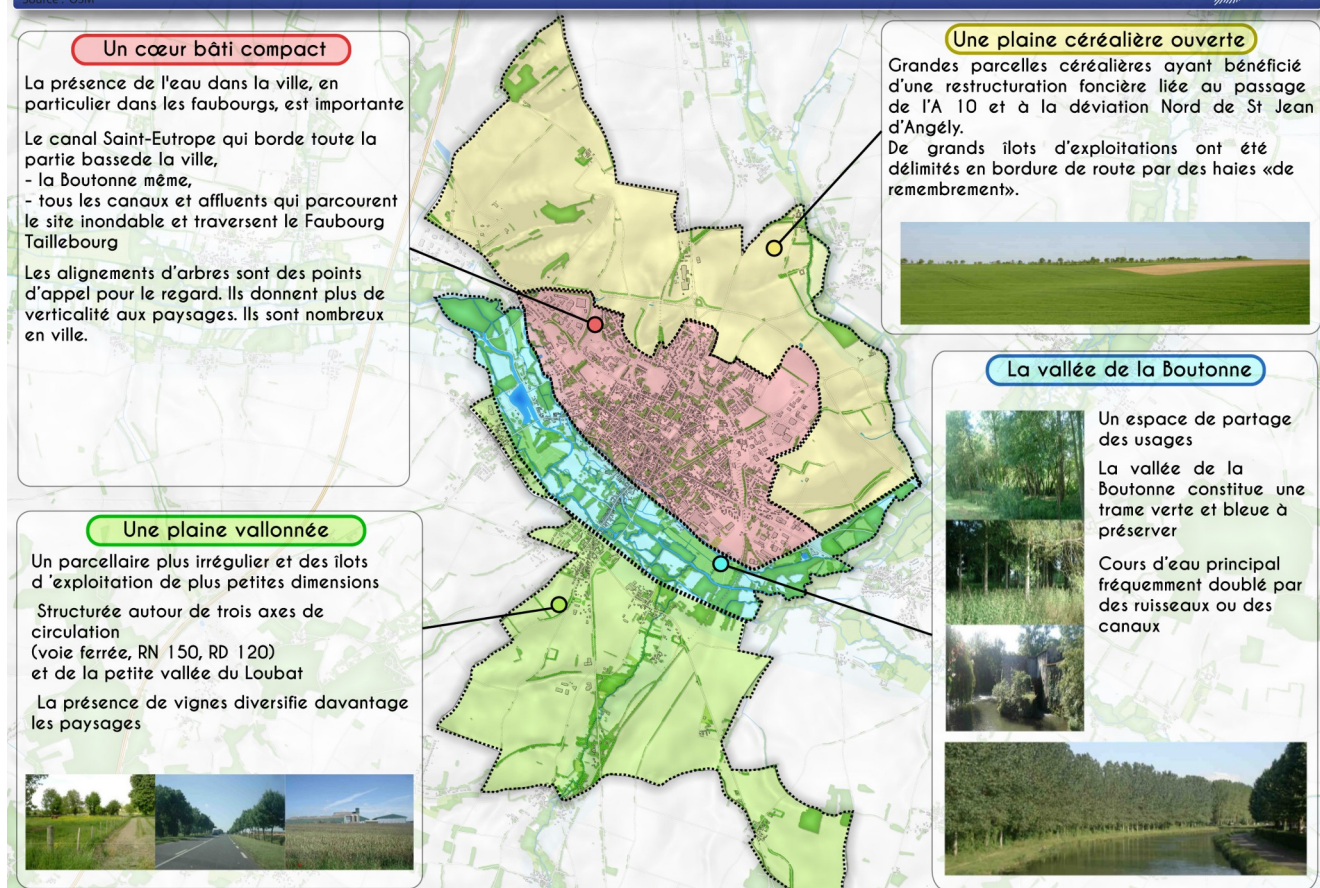 Source : OSM
Un cœur bâti compact
La présence de l'eau dans la ville, en
particulier dans les faubourgs, est importante
Le canal Saint-Eutrope qui borde toute la
partie bassede la ville,
- la Boutonne même,
- tous les canaux et affluents qui parcourent
le site inondable et traversent le Faubourg
Taillebourg
Les alignements d'arbres sont des points
d'appel pour le regard. Ils donnent plus de
verticalité aux paysages. Ils sont nombreux
en ville.
Une plaine vallonnée
Un parcellaire plus irrégulier et des îlots
d 'exploitation de plus petites dimensions
Structurée autour de trois axes de
circulation
(voie ferrée, RN 150, RD 120)
et de la petite vallée du Loubat
La présence de vignes diversifie davantage
les paysages
Une plaine céréalière ouverte
Grandes parcelles céréalières ayant bénéficié
d'une restructuration foncière liée au passage
de l'A 10 et à la déviation Nord de St Jean
d'Angély.
De grands îlots d'exploitations ont été
délimités en bordure de route par des haies «de
remembrement».
La vallée de la Boutonne
Un espace de partage
des usages
La vallée de la
Boutonne constitue une
trame verte et bleue à
préserver
Cours d'eau principal
fréquemment doublé par
des ruisseaux ou des
canaux